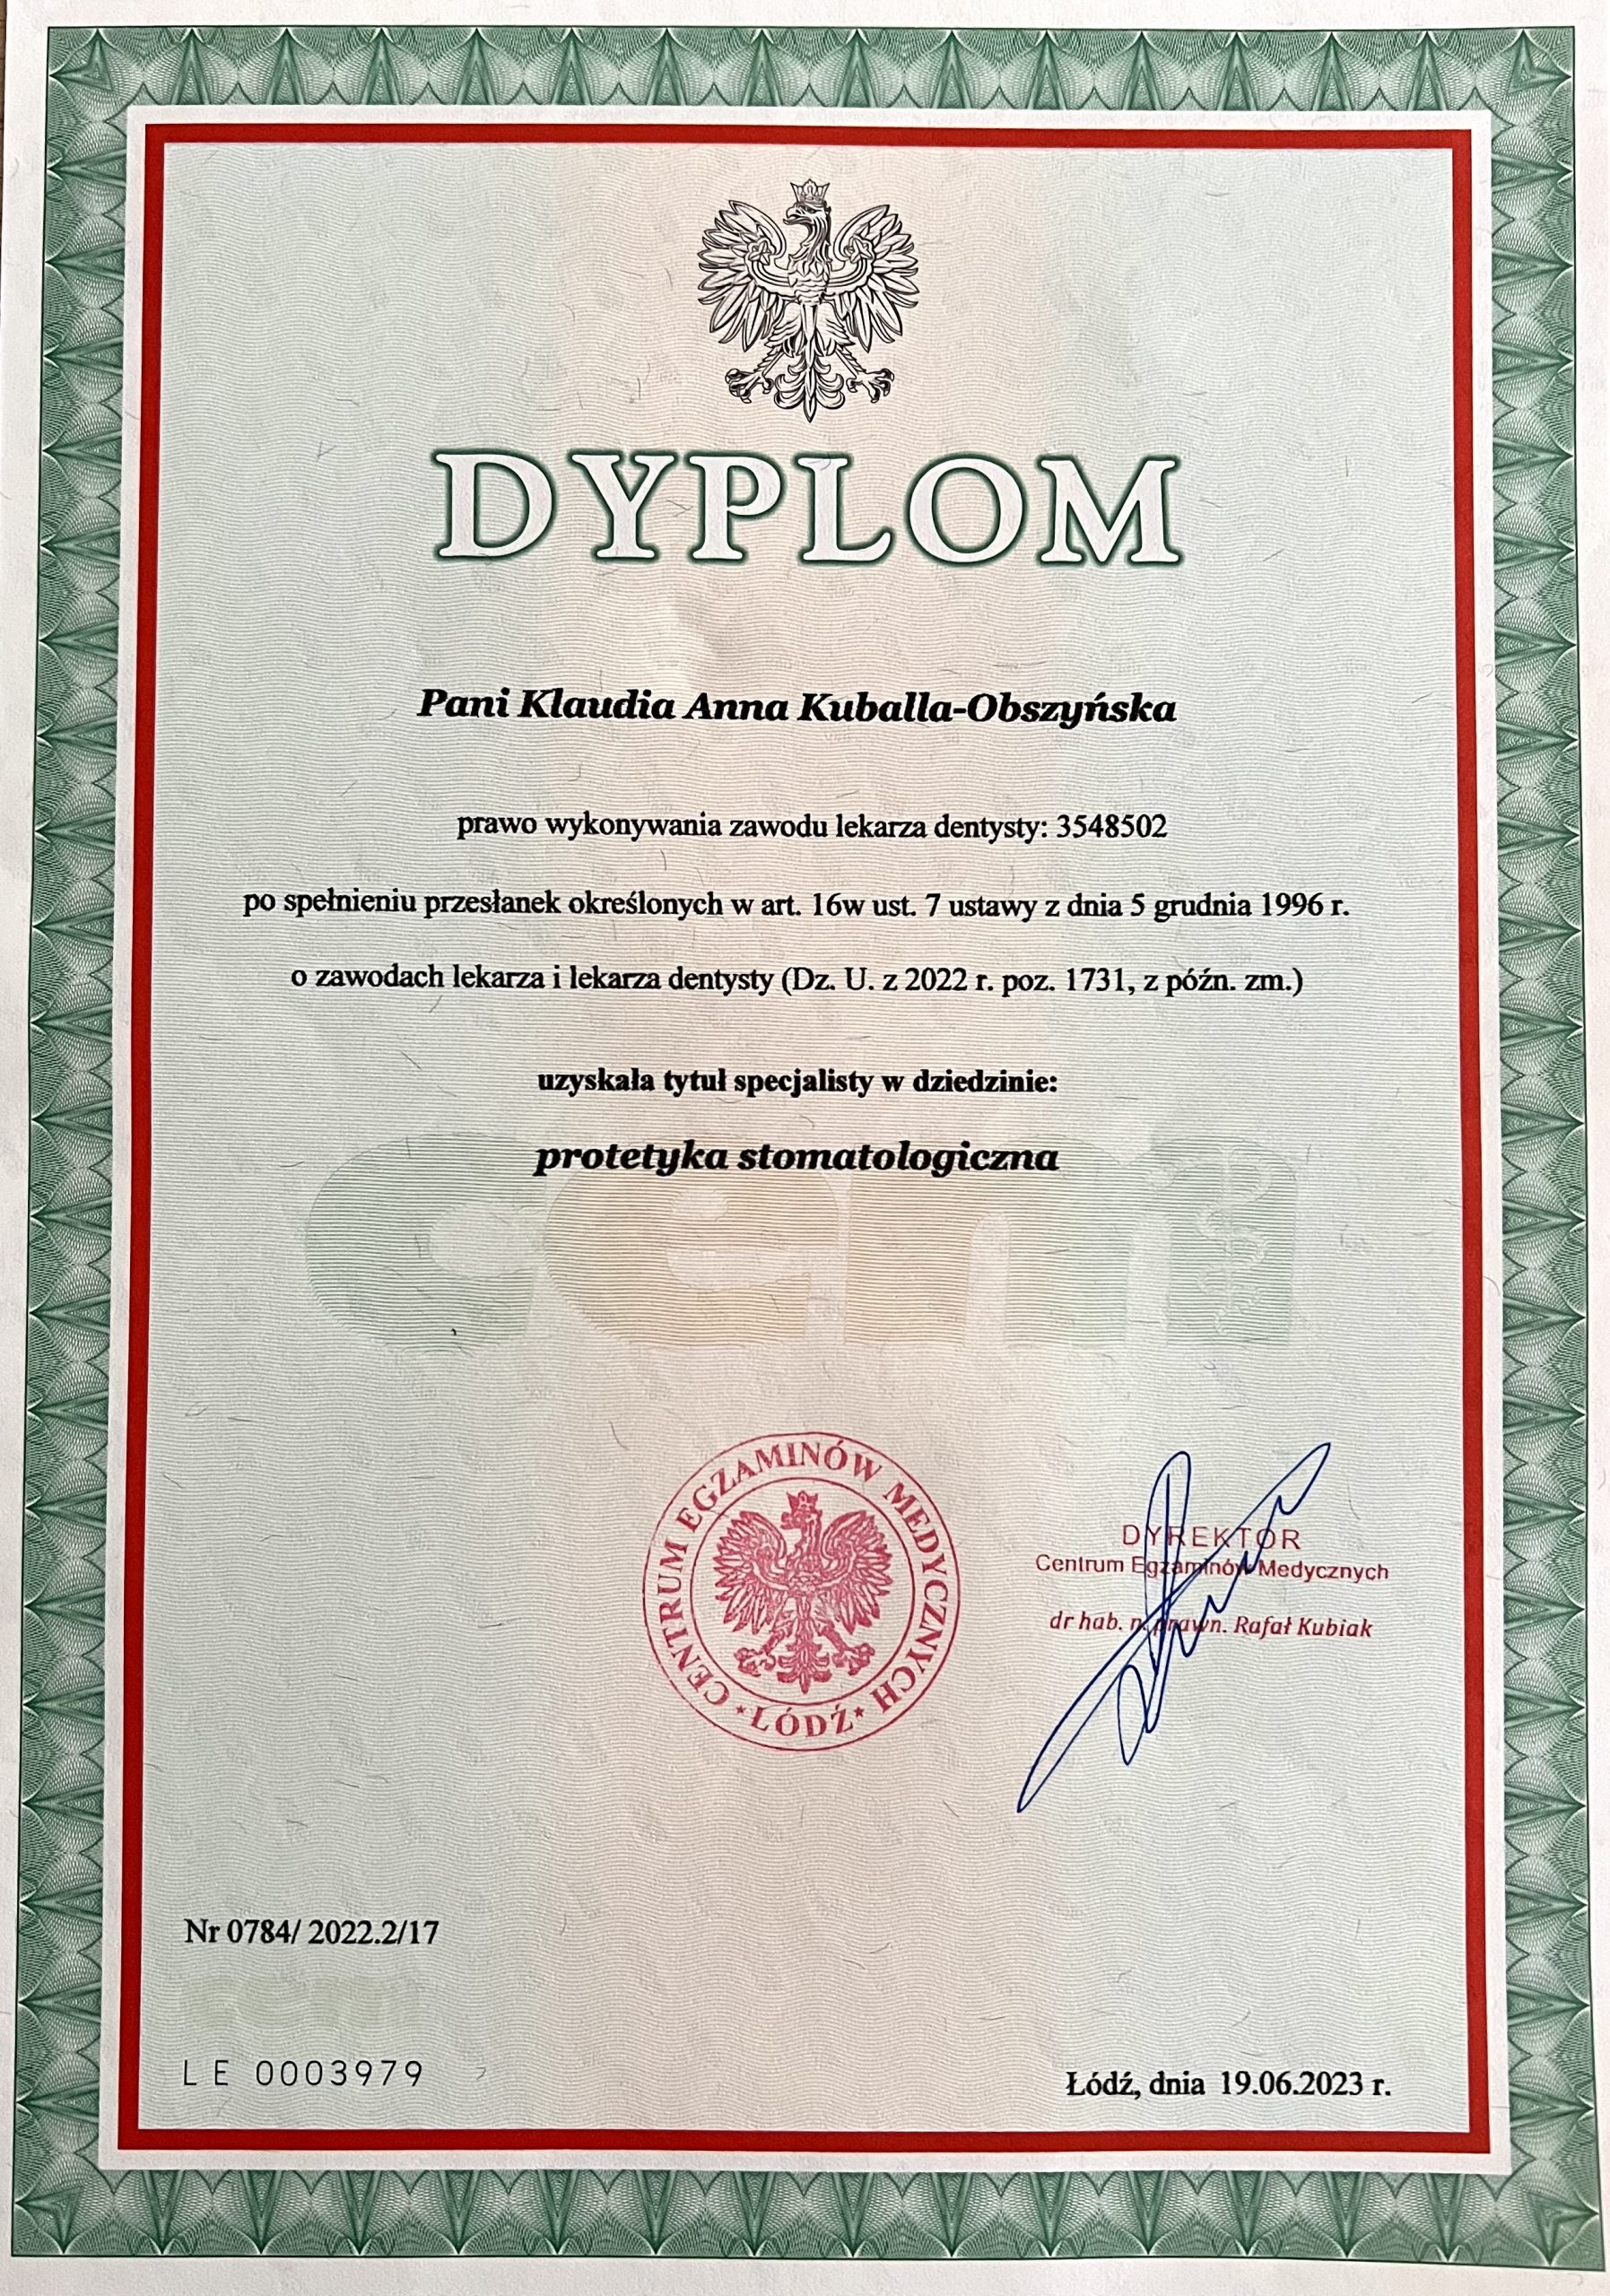 DYPLOM
Pani Klaudia Anna Kuballa-Obszyńska
prawo wykonywania zawodu lekarza dentysty: 3548502
po spełnieniu przesłanek określonych w art. 16w ust. 7 ustawy z dnia 5 grudnia 1996 r.
o zawodach lekarza i lekarza dentysty (Dz. U. z 2022 r. poz. 1731, z późn. zm.)
uzyskała tytuł specjalisty w dziedzinie:
protetyka stomatologiczna
cem
CENTRUM EGZAMINÓW MEDYCZNYCH
* ŁÓDŹ *
DYREKTOR
Centrum Egzaminów Medycznych
dr hab. n. prawn. Rafał Kubiak
Nr 0784/ 2022.2/17
cem
LE 0003979
Łódź, dnia 19.06.2023 r.